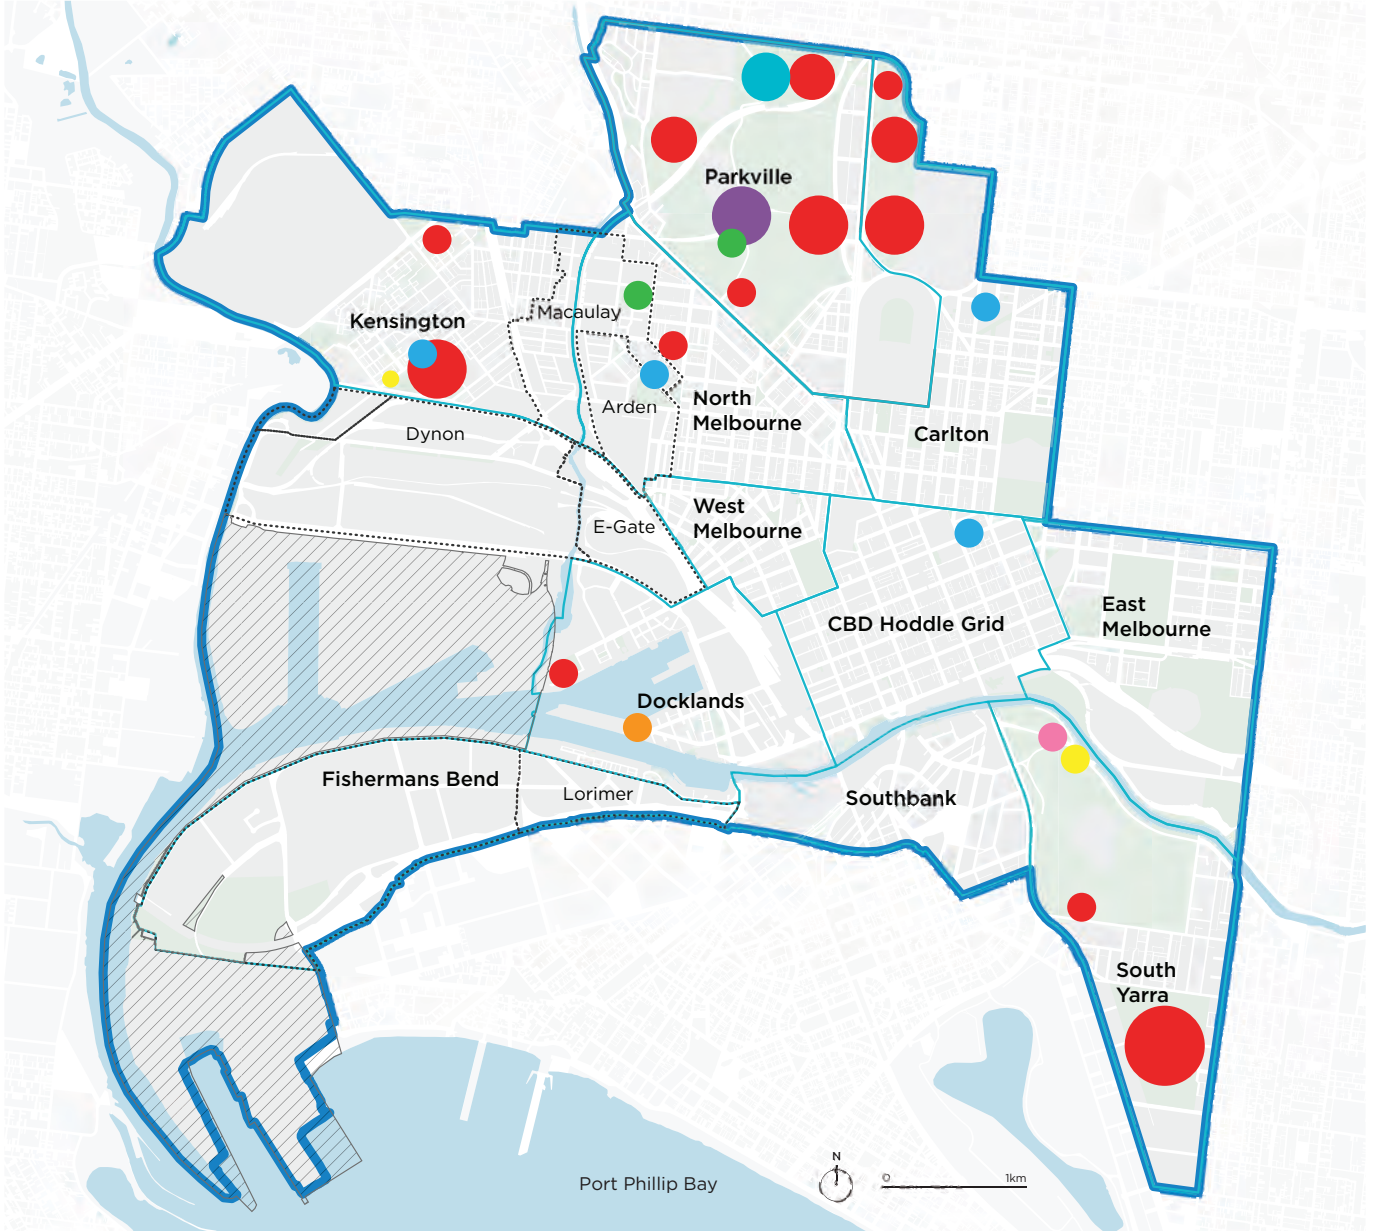 Parkville
Kensington
Macaulay
Arden
North
Melbourne
Dynon
Carlton
West
Melbourne
E-Gate
East
Melbourne
CBD Hoddle Grid
Docklands
Fishermans Bend
Lorimer
Southbank
South
Yarra
Port Phillip Bay
N
0
1km